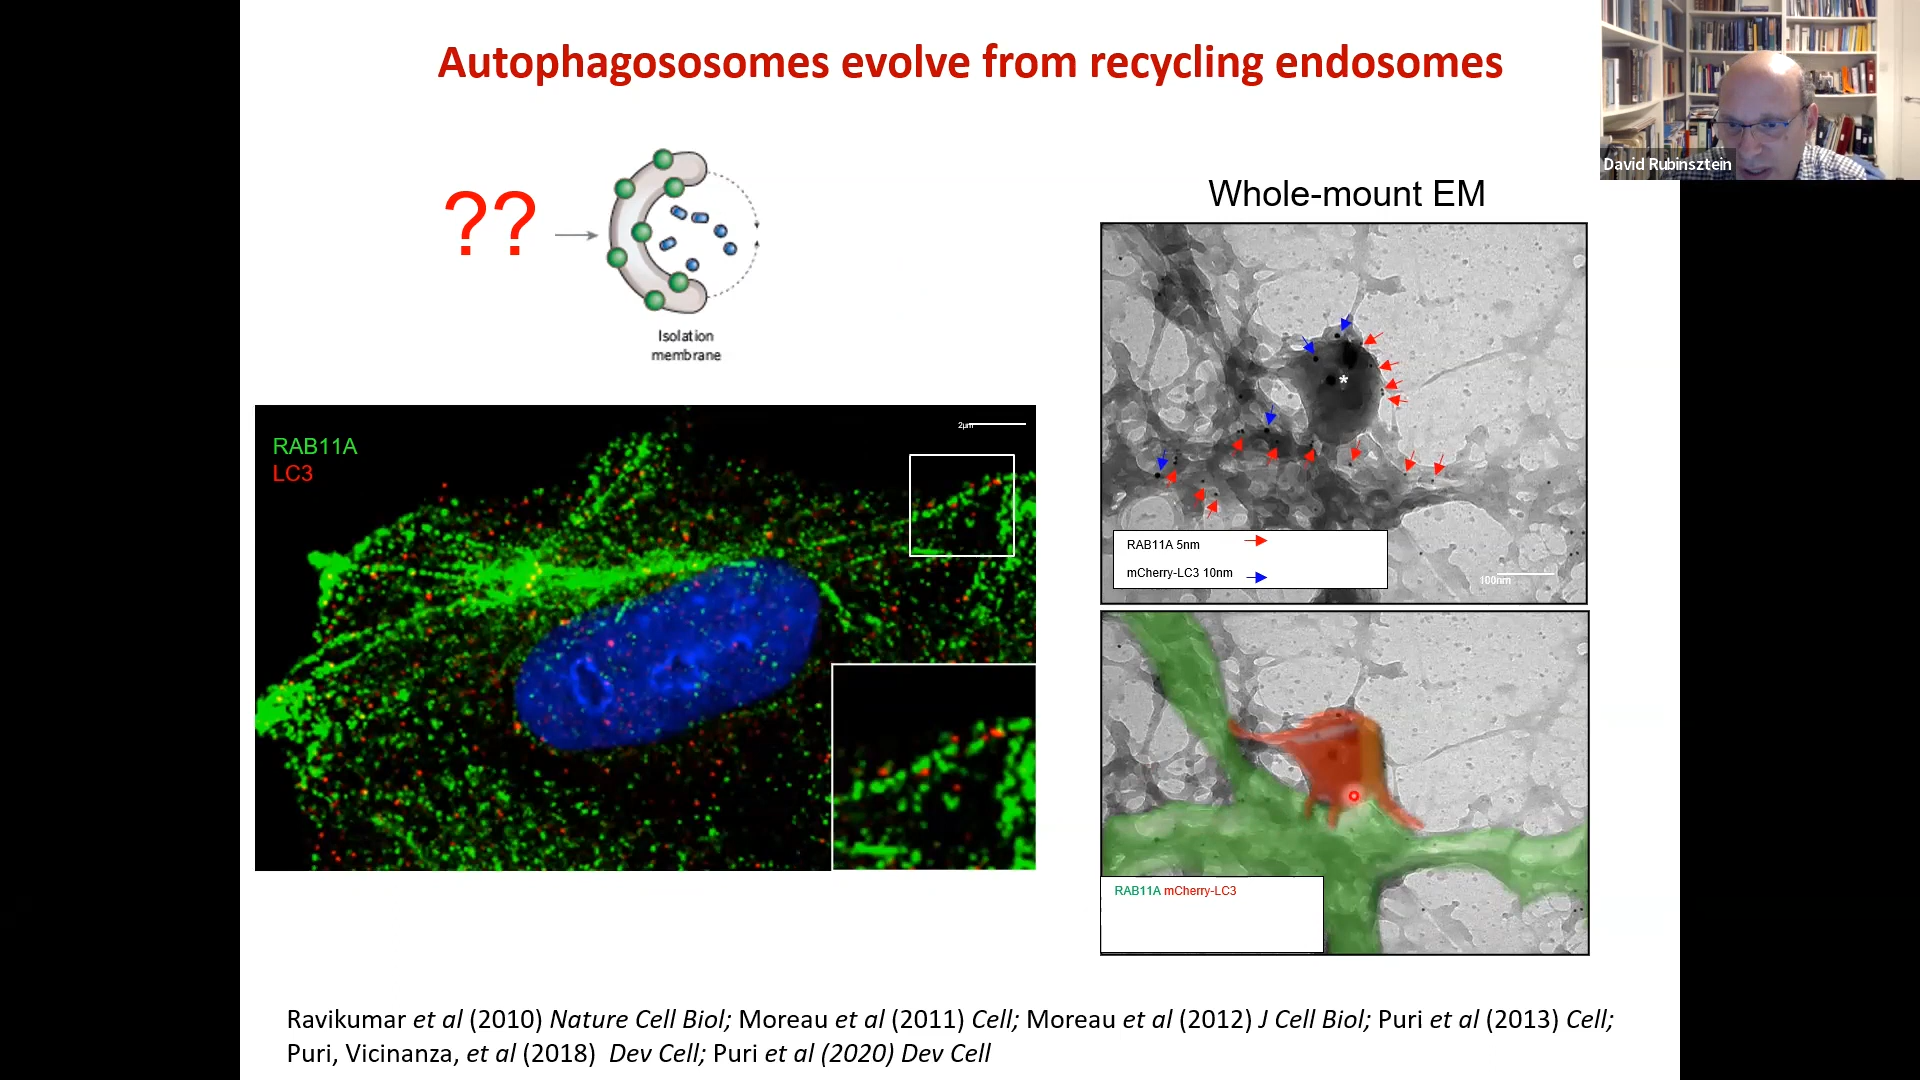 Autophagososomes evolve from recycling endosomes
David Rubinsztein
??
Isolation
membrane
Whole-mount EM
RAB11A
LC3
2µm
*
RAB11A 5nm
mCherry-LC3 10nm
100nm
RAB11A mCherry-LC3
Ravikumar et al (2010) Nature Cell Biol; Moreau et al (2011) Cell; Moreau et al (2012) J Cell Biol; Puri et al (2013) Cell;
Puri, Vicinanza, et al (2018) Dev Cell; Puri et al (2020) Dev Cell